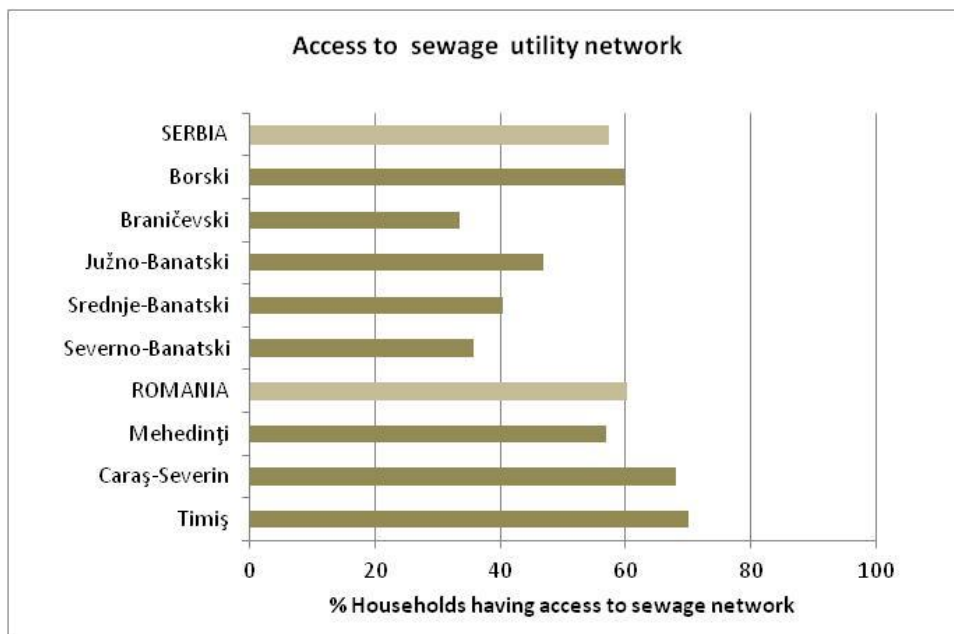 Access to sewage utility network
SERBIA
Borski
Braničevski
Južno-Banatski
Srednje-Banatski
Severno-Banatski
ROMANIA
Mehedinţi
Caraş-Severin
Timiş
0 20 40 60 80 100
% Households having access to sewage network